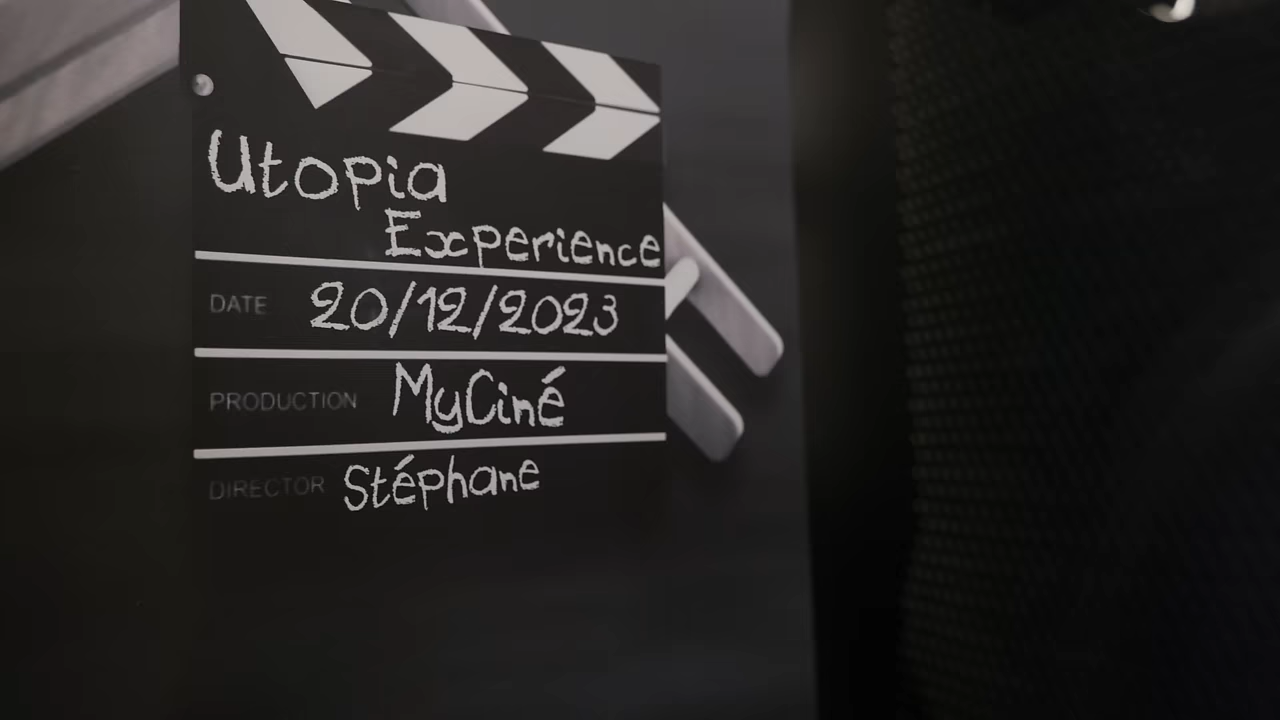 Utopia
Experience
DATE 20/12/2023
PRODUCTION MyCiné
DIRECTOR Stéphane